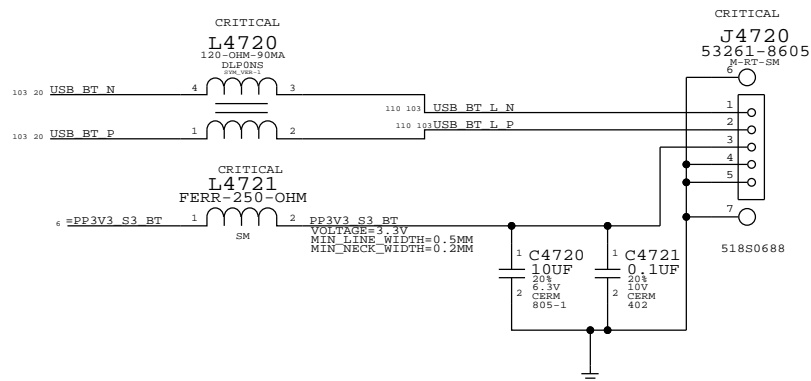 CRITICAL
L4720
120-OHM-90MA
DLP0NS
SYM_VER-1
103 20 USB_BT_N 4 3
103 20 USB_BT_P 1 2
110 103 USB_BT_L_N
110 103 USB_BT_L_P
CRITICAL
J4720
53261-8605
M-RT-SM
6
1
2
3
4
5
7
518S0688
CRITICAL
L4721
FERR-250-OHM
6 =PP3V3_S3_BT 1 2 PP3V3_S3_BT
SM
VOLTAGE=3.3V
MIN_LINE_WIDTH=0.5MM
MIN_NECK_WIDTH=0.2MM
1 C4720
10UF
20%
2 6.3V
CERM
805-1
1 C4721
0.1UF
20%
2 10V
CERM
402